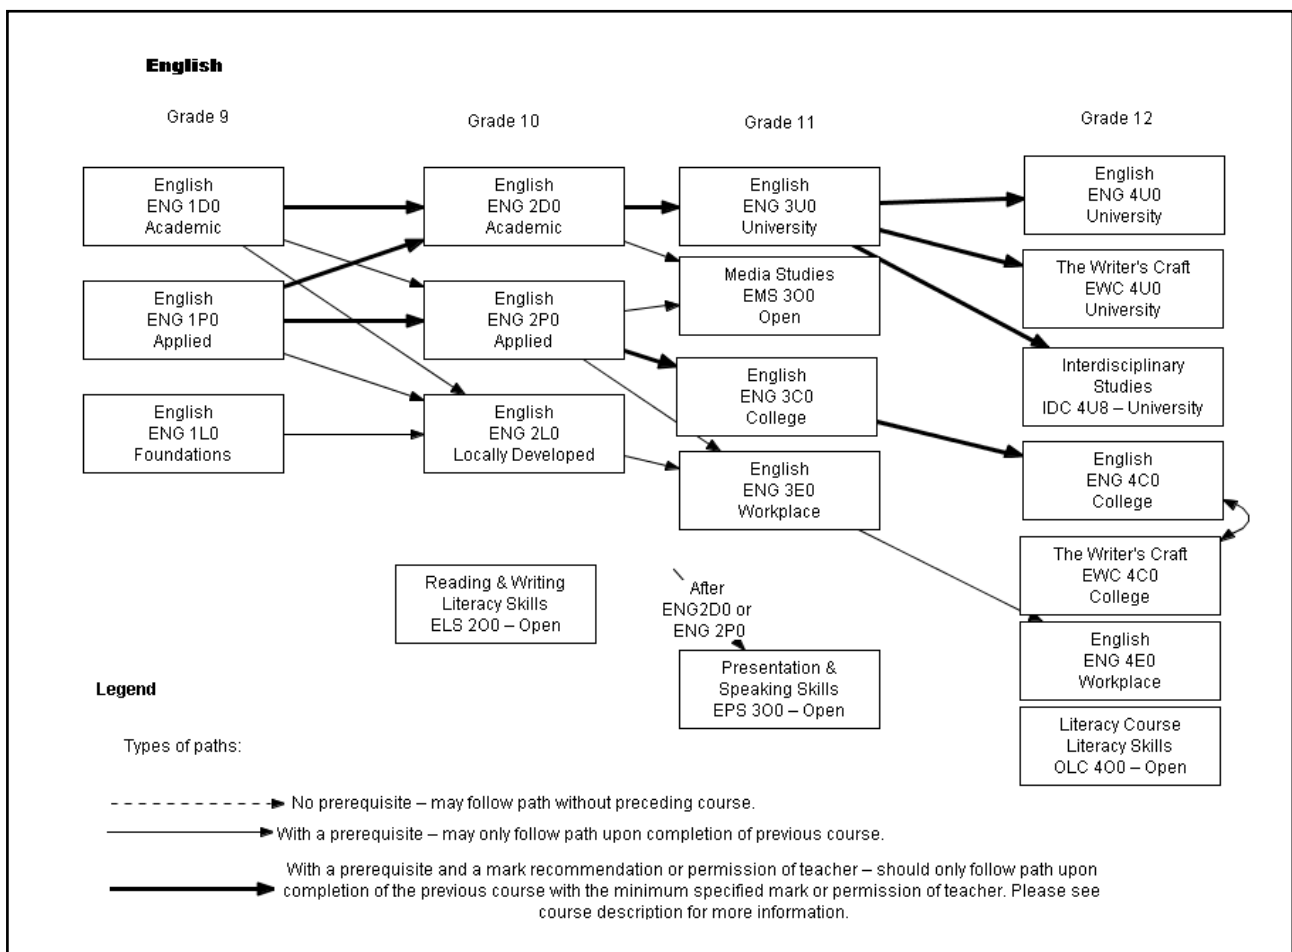 English
Grade 9
Grade 10
Grade 11
Grade 12
English
ENG 1D0
Academic
English
ENG 2D0
Academic
English
ENG 3U0
University
English
ENG 4U0
University
Media Studies
EMS 3O0
Open
The Writer's Craft
EWC 4U0
University
English
ENG 1P0
Applied
English
ENG 2P0
Applied
English
ENG 3C0
College
Interdisciplinary
Studies
IDC 4U8 – University
English
ENG 1L0
Foundations
English
ENG 2L0
Locally Developed
English
ENG 3E0
Workplace
English
ENG 4C0
College
The Writer's Craft
EWC 4C0
College
Reading & Writing
Literacy Skills
ELS 2O0 – Open
After
ENG2D0 or
ENG 2P0
English
ENG 4E0
Workplace
Presentation &
Speaking Skills
EPS 3O0 – Open
Literacy Course
Literacy Skills
OLC 4O0 – Open
Legend
Types of paths:
No prerequisite – may follow path without preceding course.
With a prerequisite – may only follow path upon completion of previous course.
With a prerequisite and a mark recommendation or permission of teacher – should only follow path upon
completion of the previous course with the minimum specified mark or permission of teacher. Please see
course description for more information.